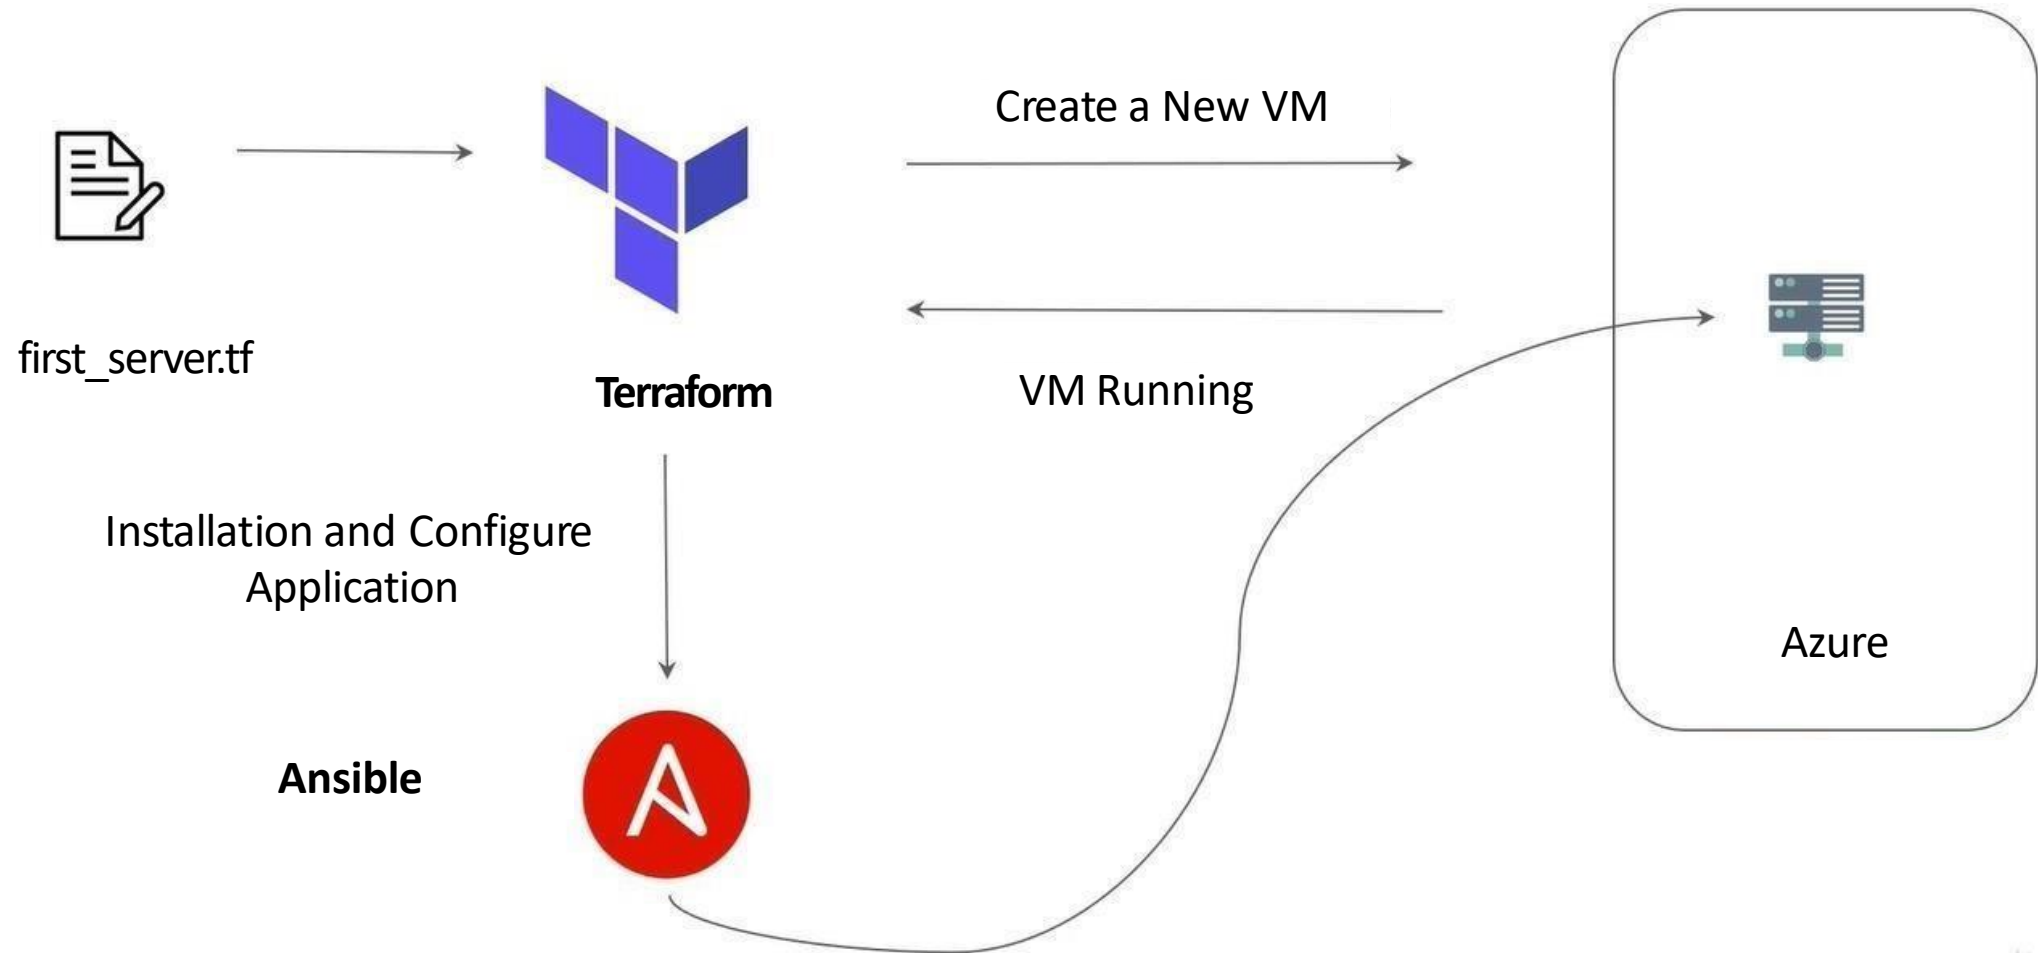 Create a New VM
first_server.tf
Terraform
VM Running
Installation and Configure
Application
Azure
Ansible